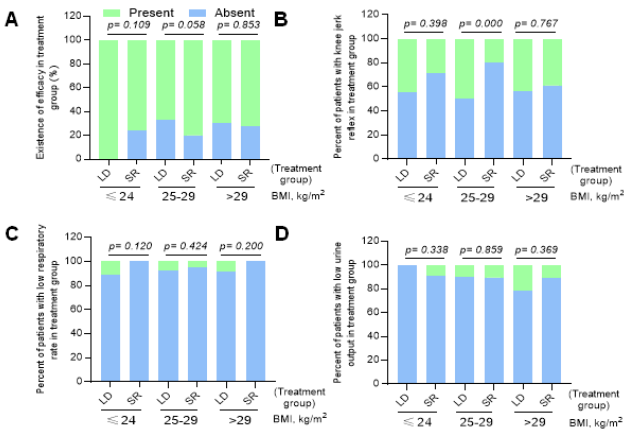 A
Present Absent
p= 0.109 p= 0.058 p= 0.853
Existence of efficacy in treatment
group (%)
100
80
60
40
20
0
LD SR LD SR LD SR
(Treatment
group)
≤ 24 25-29 >29 BMI, kg/m²
B
p= 0.398 p= 0.000 p= 0.767
Percent of patients with knee jerk
reflex in treatment group
100
80
60
40
20
0
LD SR LD SR LD SR
(Treatment
group)
≤ 24 25-29 >29 BMI, kg/m²
C
p= 0.120 p= 0.424 p= 0.200
Percent of patients with low respiratory
rate in treatment group
100
80
60
40
20
0
LD SR LD SR LD SR
(Treatment
group)
≤ 24 25-29 >29 BMI, kg/m²
D
p= 0.338 p= 0.859 p= 0.369
Percent of patients with low urine
output in treatment group
100
80
60
40
20
0
LD SR LD SR LD SR
(Treatment
group)
≤ 24 25-29 >29 BMI, kg/m²